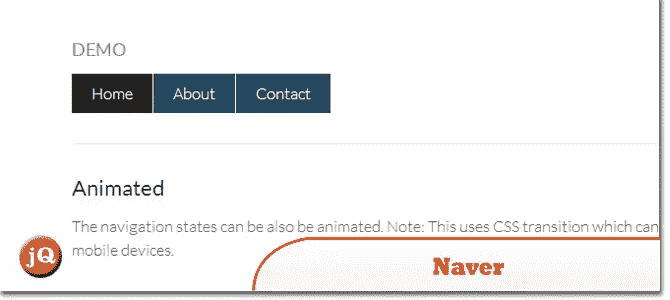 DEMO
Home About Contact
Animated
The navigation states can be also be animated. Note: This uses CSS transition which can
mobile devices.
jQ
Naver